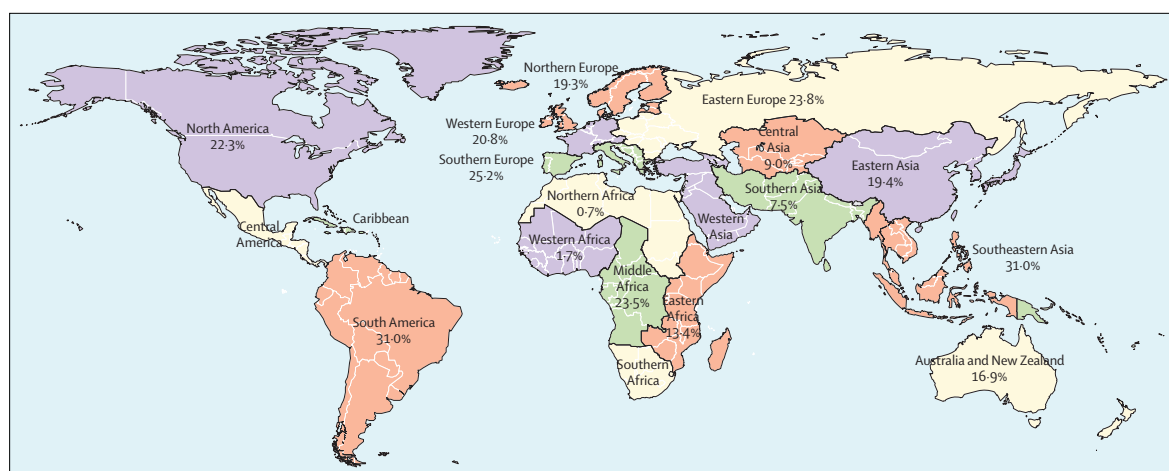 Northern Europe
19·3%
Eastern Europe 23·8%
North America
22·3%
Western Europe
20·8%
Central
Asia
9·0%
Southern Europe
25·2%
Eastern Asia
19·4%
Southern Asia
7·5%
Northern Africa
0·7%
Caribbean
Central
America
Western
Asia
Western Africa
1·7%
Southeastern Asia
31·0%
Middle
Africa
23·5%
Eastern
Africa
13·4%
South America
31·0%
Southern
Africa
Australia and New Zealand
16·9%